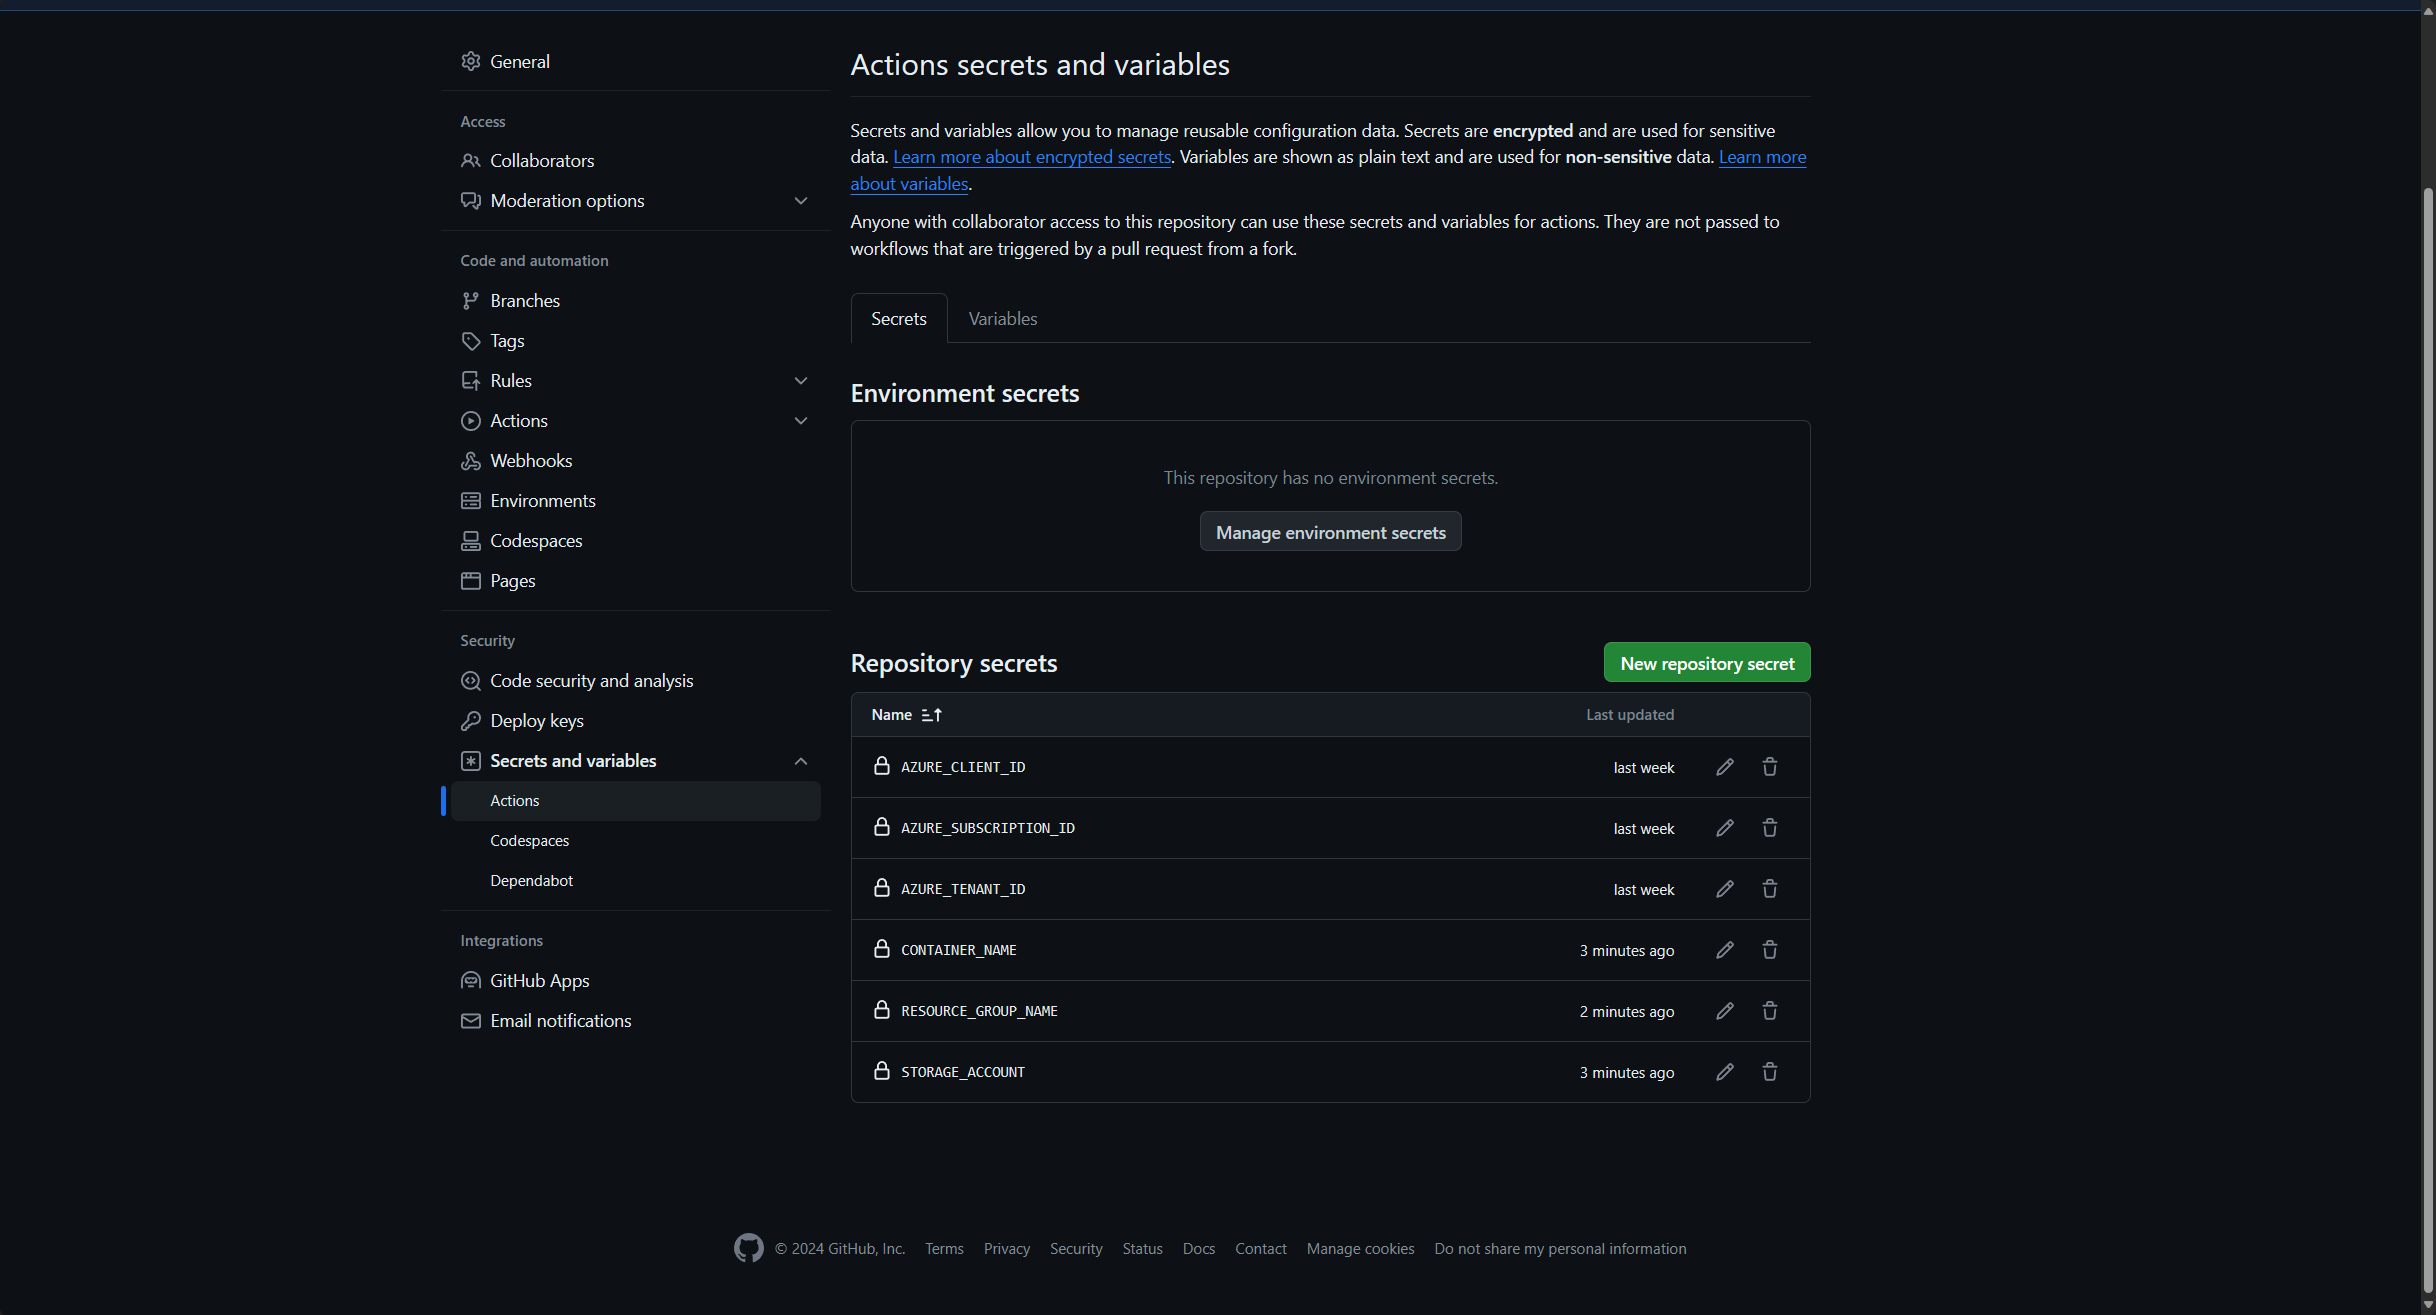 General
Access
Collaborators
Moderation options
Code and automation
Branches
Tags
Rules
Actions
Webhooks
Environments
Codespaces
Pages
Security
Code security and analysis
Deploy keys
Secrets and variables
Actions
Codespaces
Dependabot
Integrations
GitHub Apps
Email notifications
Actions secrets and variables
Secrets and variables allow you to manage reusable configuration data. Secrets are encrypted and are used for sensitive
data. Learn more about encrypted secrets. Variables are shown as plain text and are used for non-sensitive data. Learn more
about variables.
Anyone with collaborator access to this repository can use these secrets and variables for actions. They are not passed to
workflows that are triggered by a pull request from a fork.
Secrets Variables
Environment secrets
This repository has no environment secrets.
Manage environment secrets
Repository secrets New repository secret
Name Last updated
AZURE_CLIENT_ID last week
AZURE_SUBSCRIPTION_ID last week
AZURE_TENANT_ID last week
CONTAINER_NAME 3 minutes ago
RESOURCE_GROUP_NAME 2 minutes ago
STORAGE_ACCOUNT 3 minutes ago
© 2024 GitHub, Inc. Terms Privacy Security Status Docs Contact Manage cookies Do not share my personal information